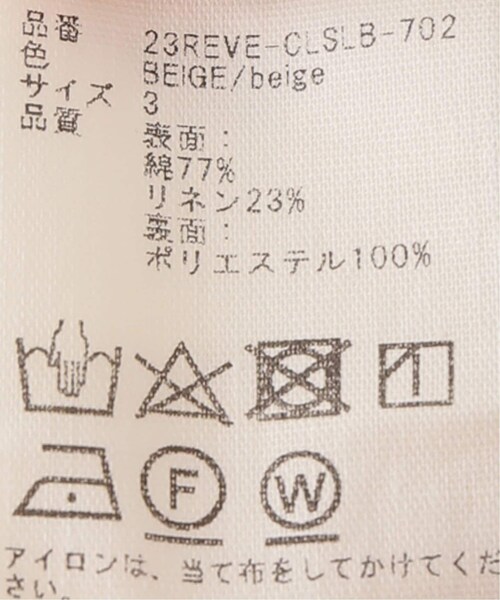 品番 23REVE-CLSLB-702
色 BEIGE/beige
サイズ 3
品質 表面:
綿77%
リネン23%
裏面:
ポリエステル100%
F
W
アイロンは、当て布をしてかけてくだ
さい。